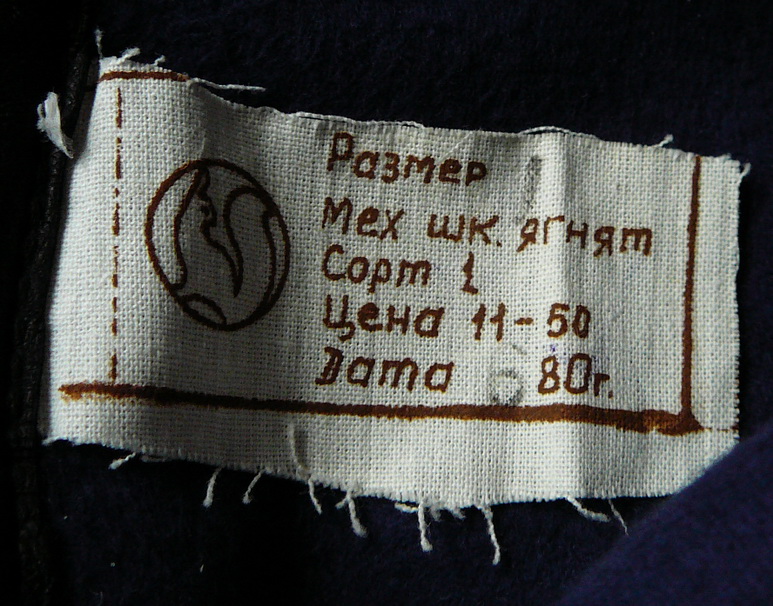 Размер
Мех шк. ягнят
Сорт 1
Цена 11-50
Дата 80г.